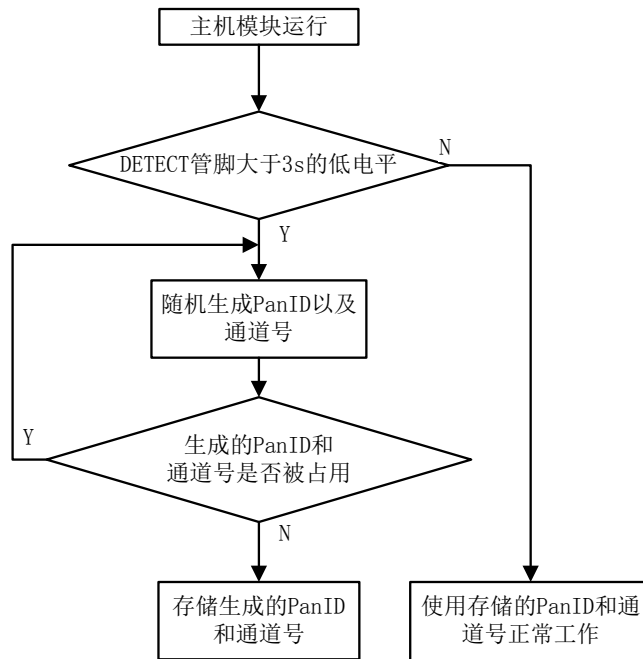 主机模块运行
DETECT管脚大于3s的低电平
N
Y
随机生成PanID以及
通道号
Y
生成的PanID和
通道号是否被占用
N
存储生成的PanID
和通道号
使用存储的PanID和通
道号正常工作